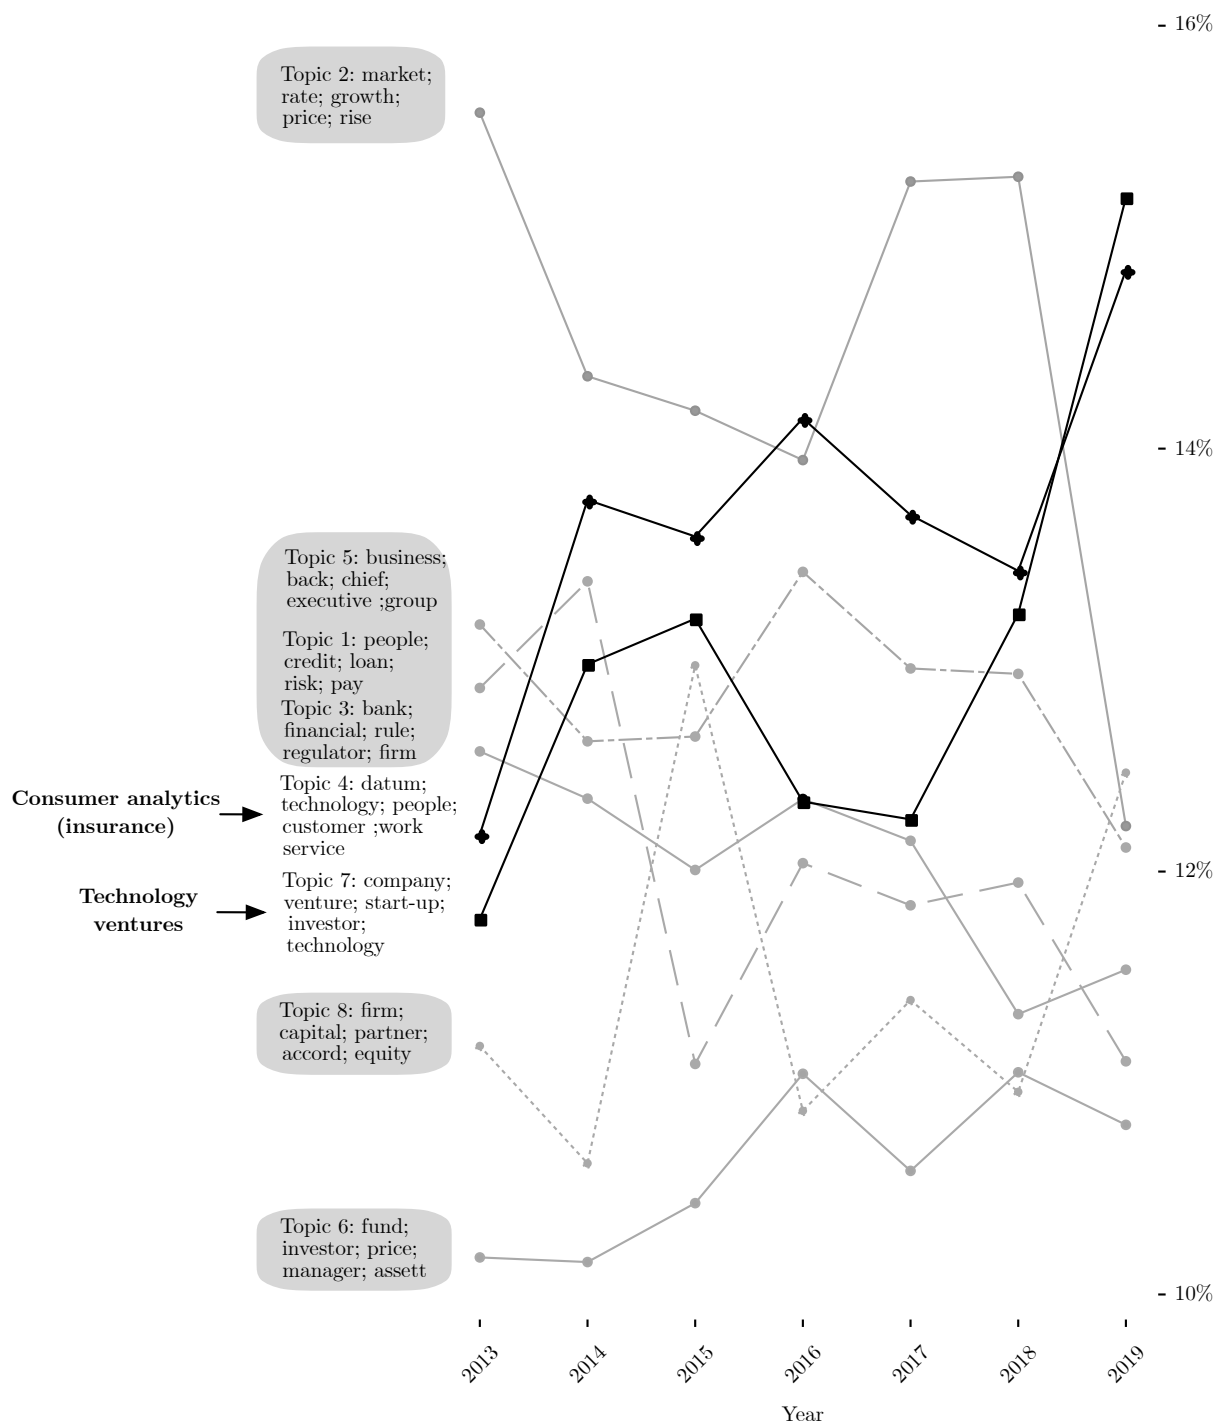 - 16%
Topic 2: market;
rate; growth;
price; rise
- 14%
Topic 5: business;
back; chief;
executive ;group
Topic 1: people;
credit; loan;
risk; pay
Topic 3: bank;
financial; rule;
regulator; firm
Consumer analytics
(insurance)
Topic 4: datum;
technology; people;
customer ;work
service
- 12%
Technology
ventures
Topic 7: company;
venture; start-up;
investor;
technology
Topic 8: firm;
capital; partner;
accord; equity
Topic 6: fund;
investor; price;
manager; assett
- 10%
2013
2014
2015
2016
2017
2018
2019
Year